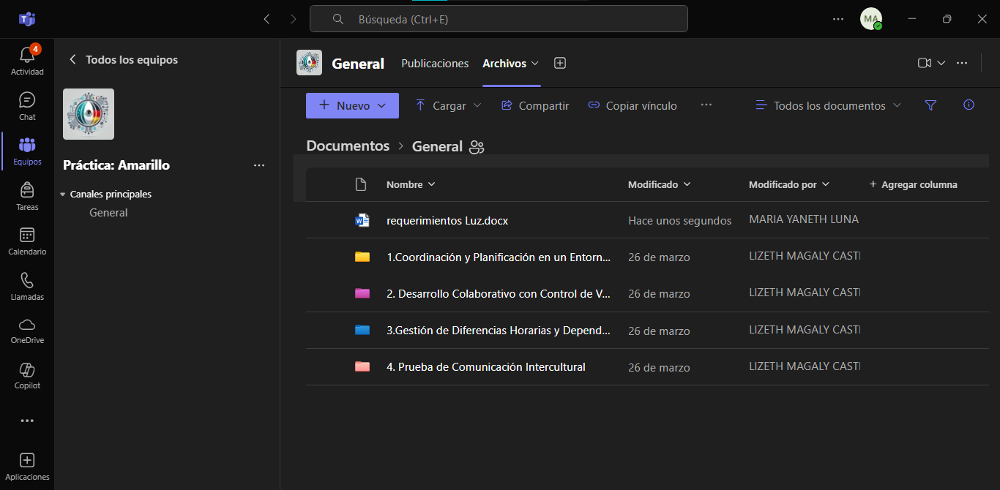 Búsqueda (Ctrl+E)
MA
4
Actividad
Chat
Equipos
Tareas
Calendario
Llamadas
OneDrive
Copilot
Aplicaciones
Todos los equipos
Práctica: Amarillo
Canales principales
General
General Publicaciones Archivos
Nuevo Cargar Compartir Copiar vínculo Todos los documentos
Documentos > General
Nombre Modificado Modificado por + Agregar columna
requerimientos Luz.docx Hace unos segundos MARIA YANETH LUNA
1.Coordinación y Planificación en un Entorn... 26 de marzo LIZETH MAGALY CASTI
2. Desarrollo Colaborativo con Control de V... 26 de marzo LIZETH MAGALY CASTI
3.Gestión de Diferencias Horarias y Depend... 26 de marzo LIZETH MAGALY CASTI
4. Prueba de Comunicación Intercultural 26 de marzo LIZETH MAGALY CASTI